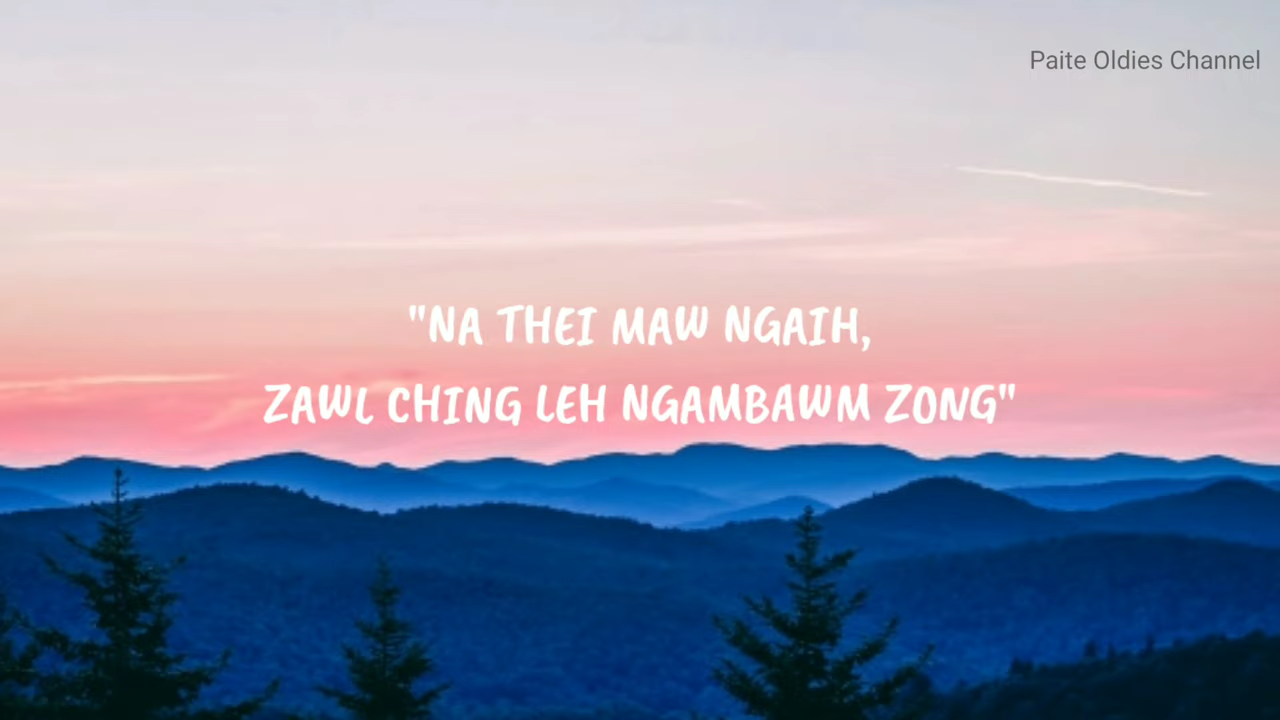 Paite Oldies Channel
"NA THEI MAW NGAIH,
ZAWL CHING LEH NGAMBAWM ZONG"